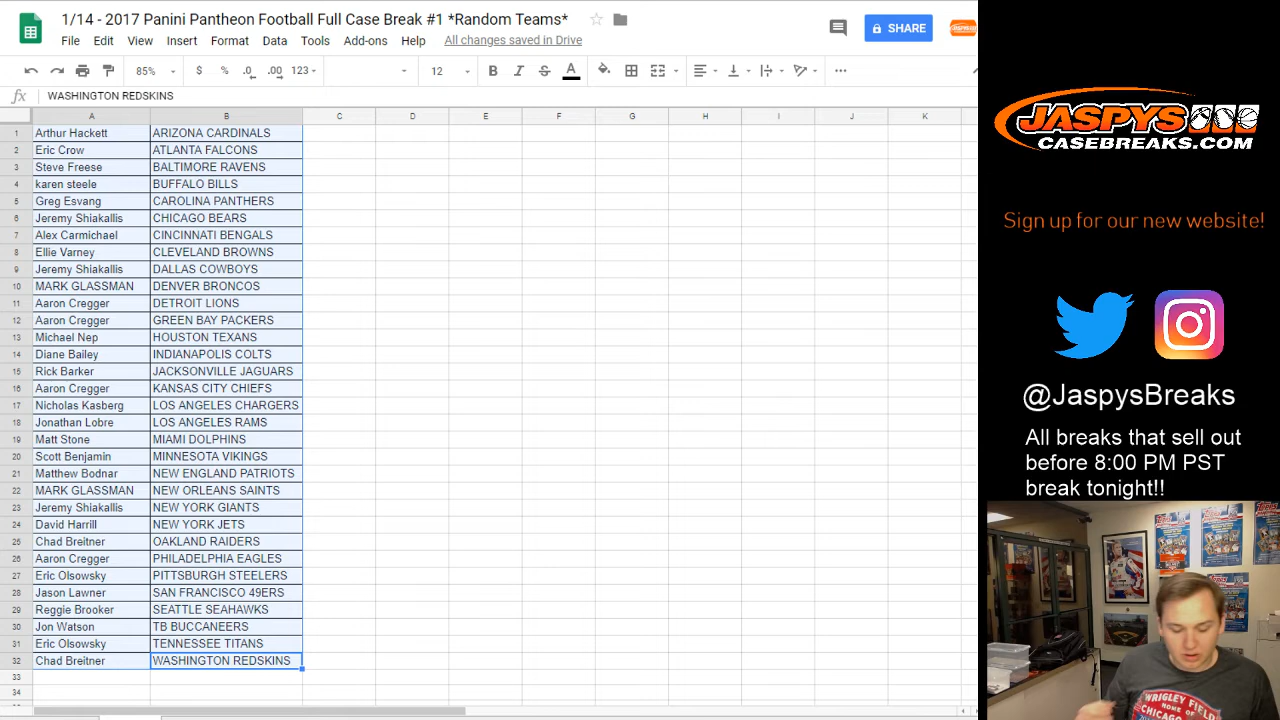 1/14 - 2017 Panini Pantheon Football Full Case Break #1 *Random Teams*
File Edit View Insert Format Data Tools Add-ons Help All changes saved in Drive
SHARE
85% $ % .0 .00 123 12 B I S A
fx WASHINGTON REDSKINS
A B C D E F G H I J K
1 Arthur Hackett ARIZONA CARDINALS
2 Eric Crow ATLANTA FALCONS
3 Steve Freese BALTIMORE RAVENS
4 karen steele BUFFALO BILLS
5 Greg Esvang CAROLINA PANTHERS
6 Jeremy Shiakallis CHICAGO BEARS
7 Alex Carmichael CINCINNATI BENGALS
8 Ellie Varney CLEVELAND BROWNS
9 Jeremy Shiakallis DALLAS COWBOYS
10 MARK GLASSMAN DENVER BRONCOS
11 Aaron Cregger DETROIT LIONS
12 Aaron Cregger GREEN BAY PACKERS
13 Michael Nep HOUSTON TEXANS
14 Diane Bailey INDIANAPOLIS COLTS
15 Rick Barker JACKSONVILLE JAGUARS
16 Aaron Cregger KANSAS CITY CHIEFS
17 Nicholas Kasberg LOS ANGELES CHARGERS
18 Jonathan Lobre LOS ANGELES RAMS
19 Matt Stone MIAMI DOLPHINS
20 Scott Benjamin MINNESOTA VIKINGS
21 Matthew Bodnar NEW ENGLAND PATRIOTS
22 MARK GLASSMAN NEW ORLEANS SAINTS
23 Jeremy Shiakallis NEW YORK GIANTS
24 David Harrill NEW YORK JETS
25 Chad Breitner OAKLAND RAIDERS
26 Aaron Cregger PHILADELPHIA EAGLES
27 Eric Olsowsky PITTSBURGH STEELERS
28 Jason Lawner SAN FRANCISCO 49ERS
29 Reggie Brooker SEATTLE SEAHAWKS
30 Jon Watson TB BUCCANEERS
31 Eric Olsowsky TENNESSEE TITANS
32 Chad Breitner WASHINGTON REDSKINS
33
34
JASPYS
CASEBREAKS.COM
Sign up for our new website!
@JaspysBreaks
All breaks that sell out
before 8:00 PM PST
break tonight!!
Topps
Topps
Topps
WRIGLEY FIELD
HOME OF
CHICAGO